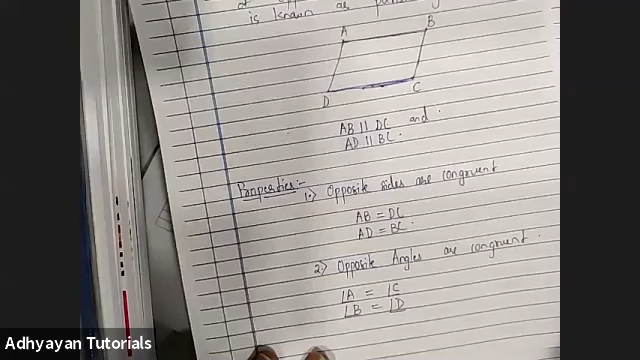 is known as
A
B
D
C
AB || DC and
AD || BC.
Properties:-
1.) Opposite sides are congruent
AB = DC
AD = BC.
2.) Opposite Angles are congruent.
∠A = ∠C
∠B = ∠D
Adhyayan Tutorials